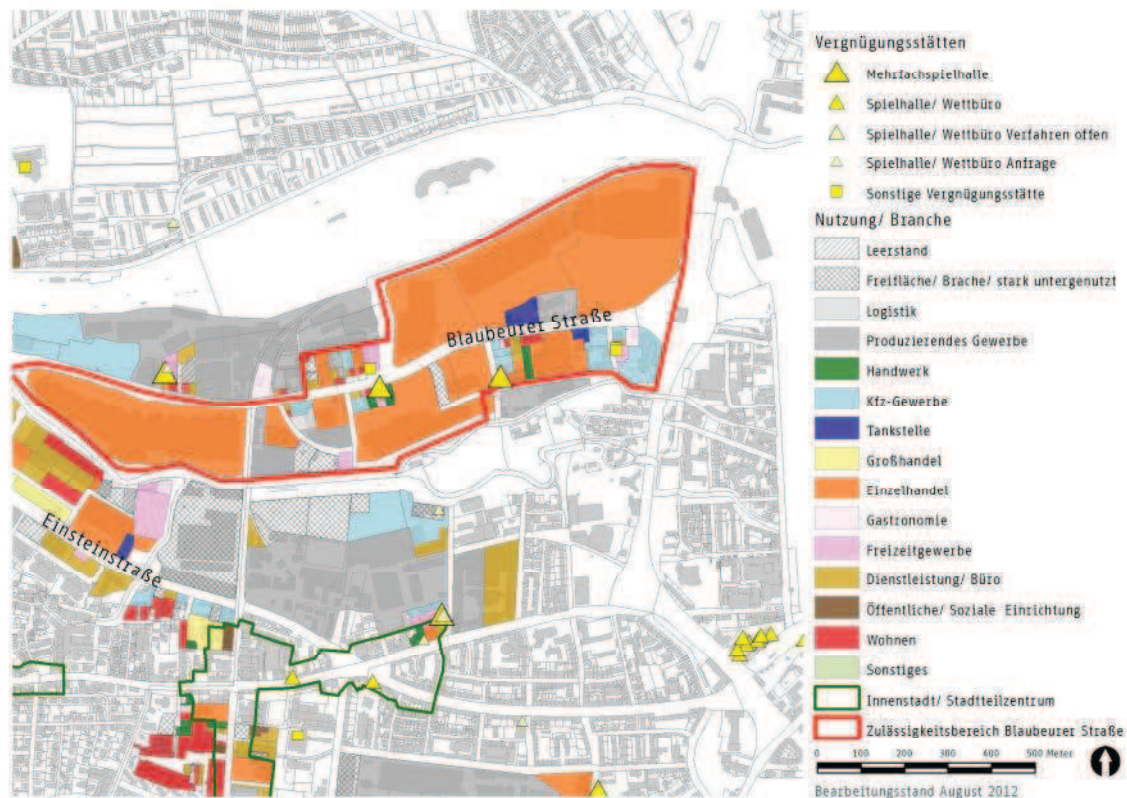 Vergnügungsstätten
Mehrfachspielhalle
Spielhalle/ Wettbüro
Spielhalle/ Wettbüro Verfahren offen
Spielhalle/ Wettbüro Anfrage
Sonstige Vergnügungsstätte
Nutzung/ Branche
Leerstand
Freifläche/ Brache/ stark untergenutzt
Logistik
Produzierendes Gewerbe
Handwerk
Kfz-Gewerbe
Tankstelle
Großhandel
Einzelhandel
Gastronomie
Freizeitgewerbe
Dienstleistung/ Büro
Öffentliche/ Soziale Einrichtung
Wohnen
Sonstiges
Innenstadt/ Stadtteilzentrum
Zulässigkeitsbereich Blaubeurer Straße
0 100 200 300 400 500 Meter
Bearbeitungsstand August 2012
Blaubeurer Straße
Einsteinstraße